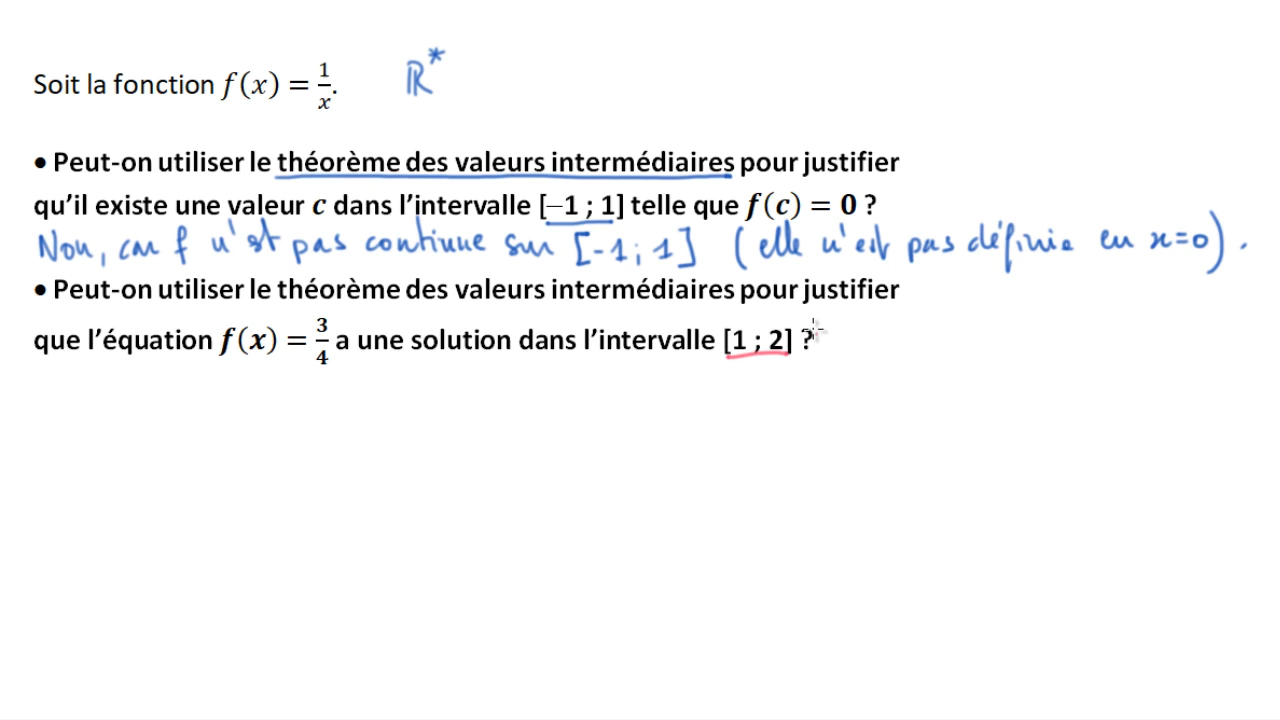 Soit la fonction f(x) = 1/x. ℝ*
• Peut-on utiliser le théorème des valeurs intermédiaires pour justifier
qu’il existe une valeur c dans l’intervalle [−1 ; 1] telle que f(c) = 0 ?
Non, car f n'est pas continue sur [-1; 1] (elle n'est pas définie en x=0).
• Peut-on utiliser le théorème des valeurs intermédiaires pour justifier
que l’équation f(x) = 3/4 a une solution dans l’intervalle [1 ; 2] ?